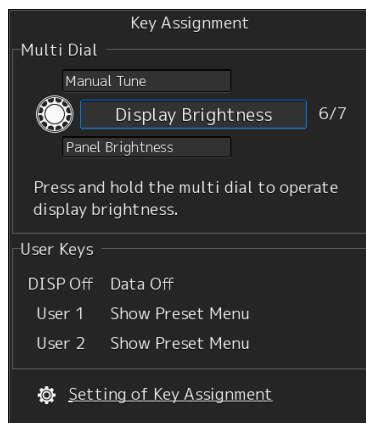 Key Assignment
Multi Dial
Manual Tune
Display Brightness 6/7
Panel Brightness
Press and hold the multi dial to operate
display brightness.
User Keys
DISP Off Data Off
User 1 Show Preset Menu
User 2 Show Preset Menu
Setting of Key Assignment